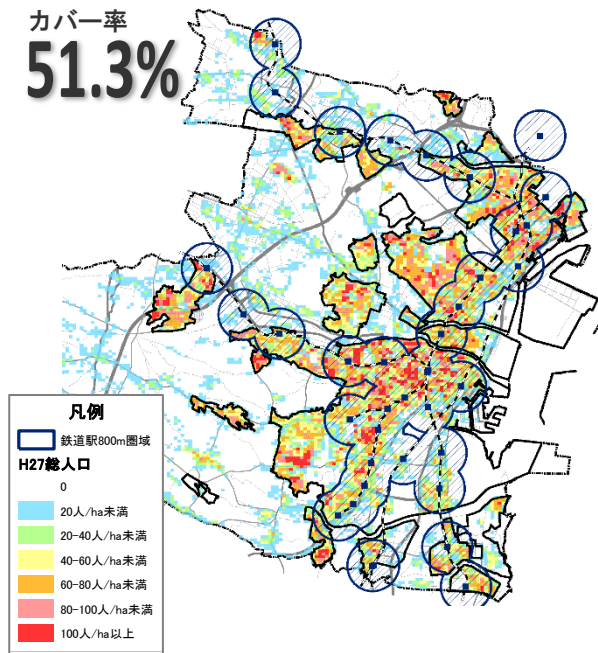 カバー率
51.3%
凡例
鉄道駅800m圏域
H27総人口
0
20人/ha未満
20-40人/ha未満
40-60人/ha未満
60-80人/ha未満
80-100人/ha未満
100人/ha以上